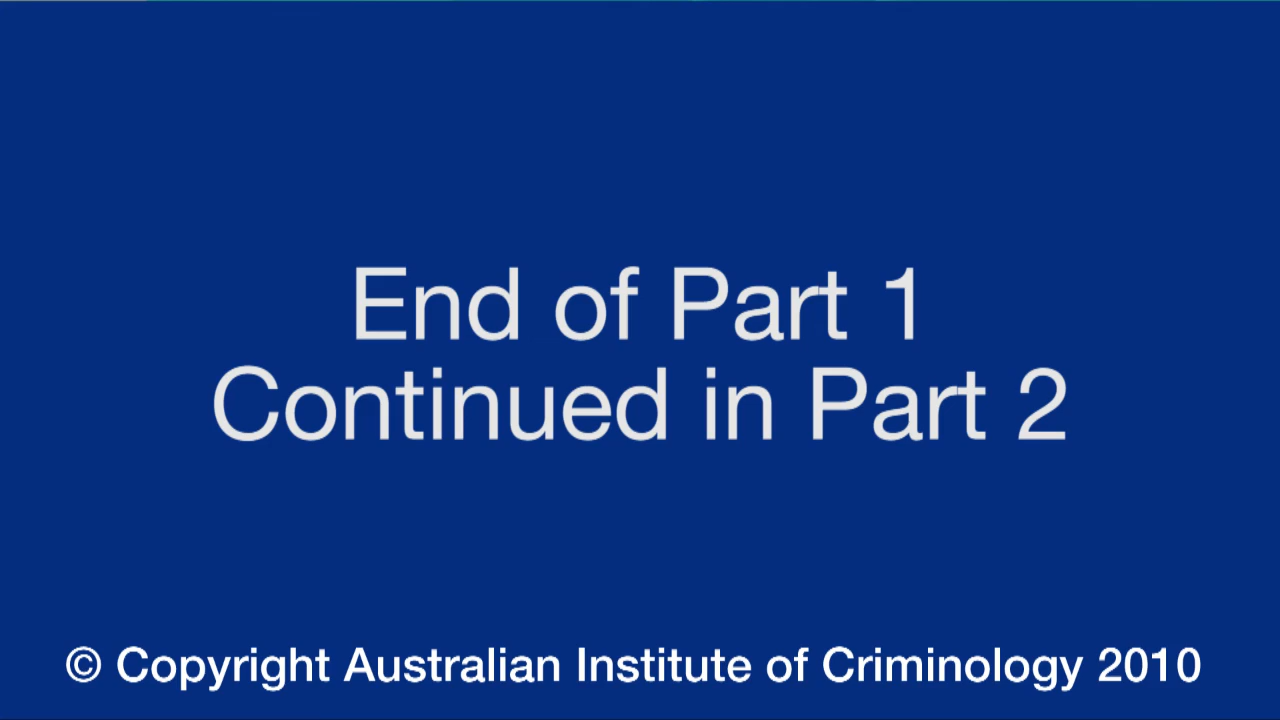 End of Part 1
Continued in Part 2
© Copyright Australian Institute of Criminology 2010